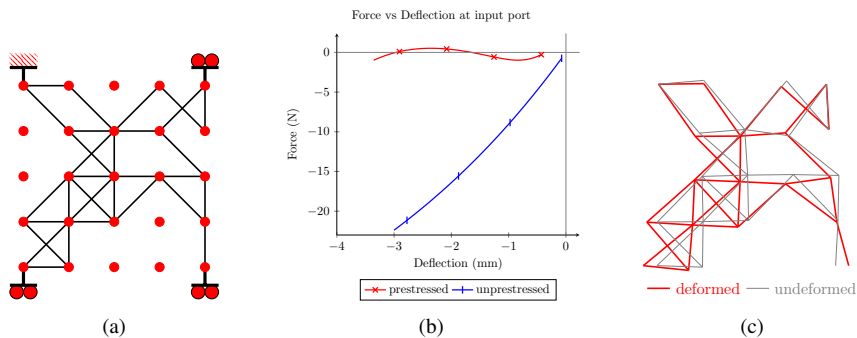 Force vs Deflection at input port
0
−5
−10
−15
−20
Force (N)
−4
−3
−2
−1
0
Deflection (mm)
prestressed
unprestressed
deformed
undeformed
(a)
(b)
(c)